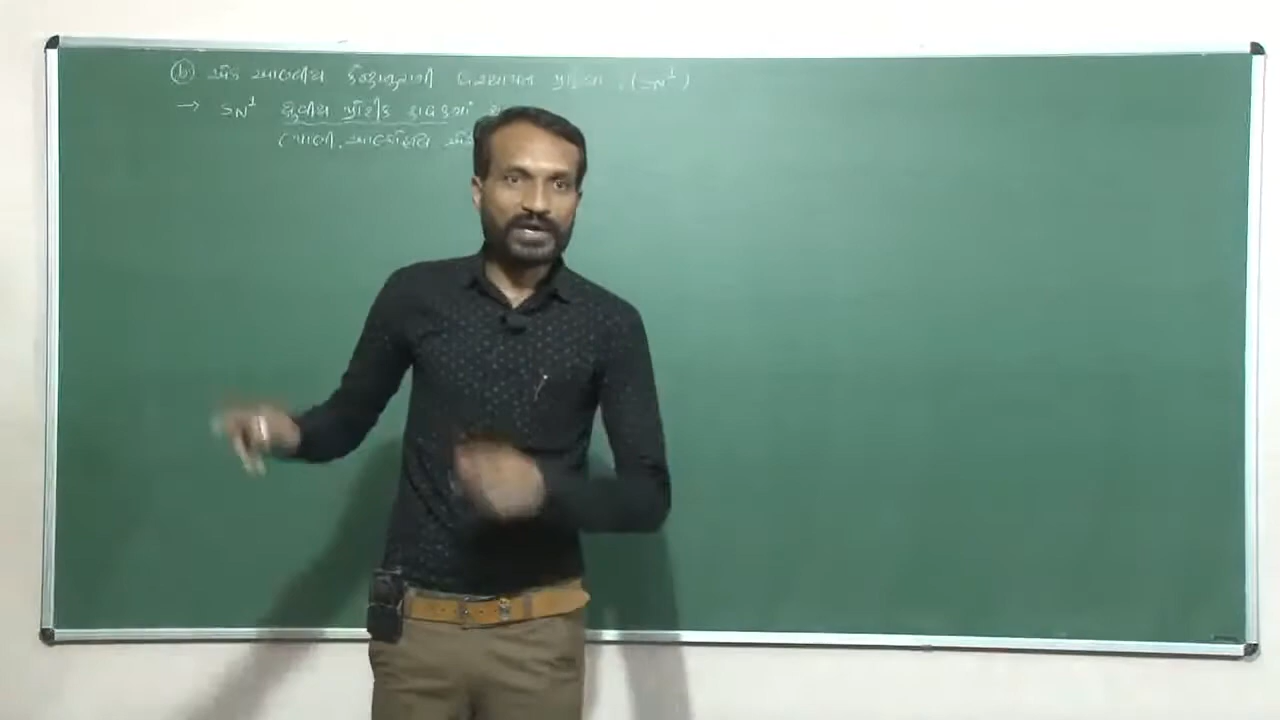 (b) એક આણ્વીય કેન્દ્રાનુરાગી વિસ્થાપન પ્રક્રિયા : (SN¹)
→ SN¹ ધ્રુવીય પ્રોટીક દ્રાવકમાં
(પાણી, આલ્કોહોલ